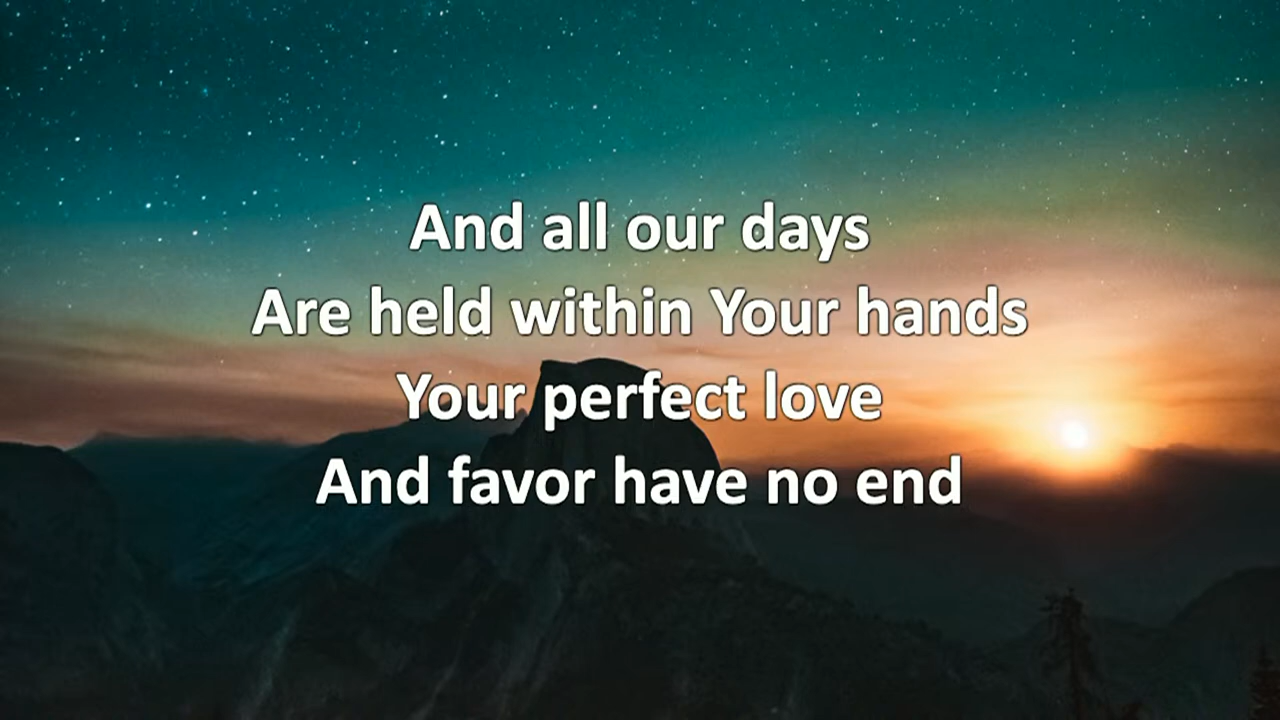 And all our days
Are held within Your hands
Your perfect love
And favor have no end